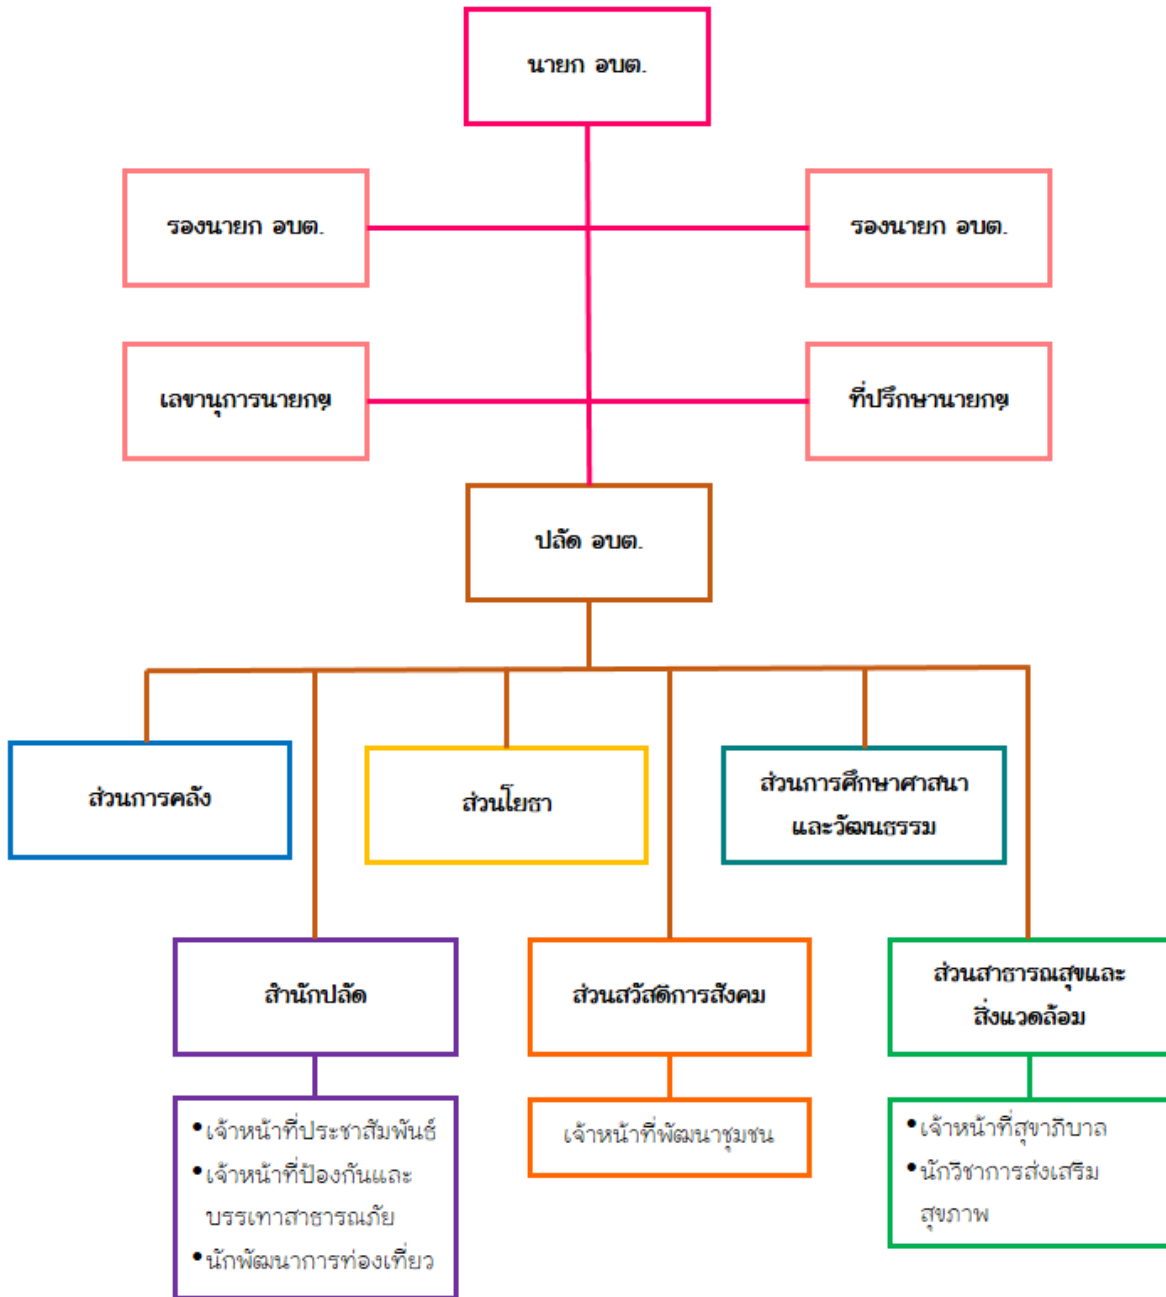 นายก อบต.
รองนายก อบต.
รองนายก อบต.
เลขานุการนายกฯ
ที่ปรึกษานายกฯ
ปลัด อบต.
ส่วนการคลัง
ส่วนโยธา
ส่วนการศึกษาศาสนา
และวัฒนธรรม
สำนักปลัด
ส่วนสวัสดิการสังคม
ส่วนสาธารณสุขและ
สิ่งแวดล้อม
•เจ้าหน้าที่ประชาสัมพันธ์
•เจ้าหน้าที่ป้องกันและ
บรรเทาสาธารณภัย
•นักพัฒนาการท่องเที่ยว
เจ้าหน้าที่พัฒนาชุมชน
•เจ้าหน้าที่สุขาภิบาล
•นักวิชาการส่งเสริม
สุขภาพ